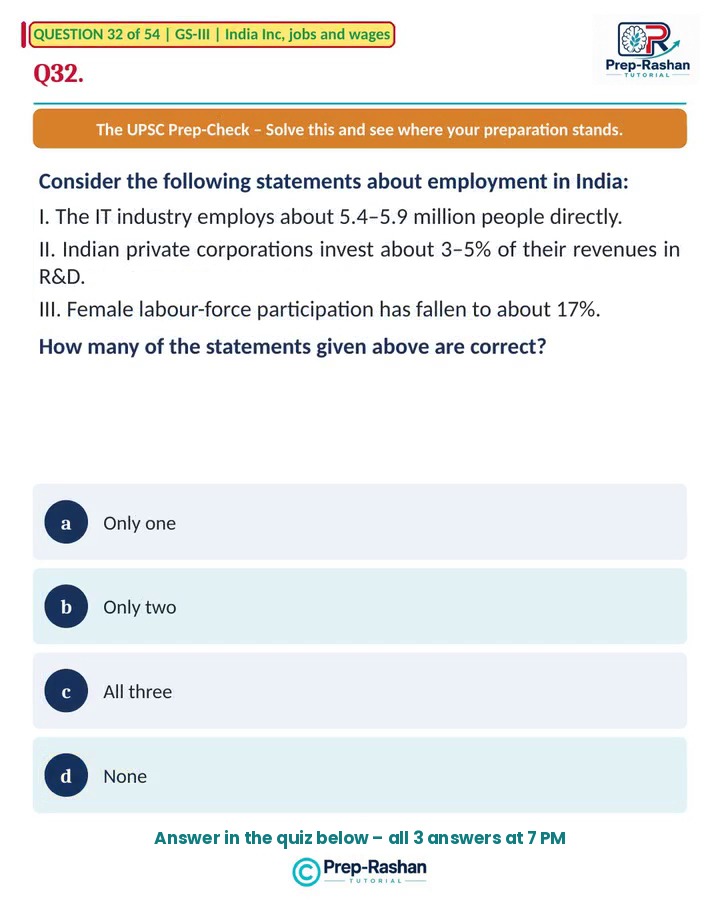 QUESTION 32 of 54 | GS-III | India Inc, jobs and wages
Prep-Rashan
TUTORIAL
Q32.
The UPSC Prep-Check – Solve this and see where your preparation stands.
Consider the following statements about employment in India:
I. The IT industry employs about 5.4–5.9 million people directly.
II. Indian private corporations invest about 3–5% of their revenues in
R&D.
III. Female labour-force participation has fallen to about 17%.
How many of the statements given above are correct?
a Only one
b Only two
c All three
d None
Answer in the quiz below – all 3 answers at 7 PM
© Prep-Rashan
TUTORIAL